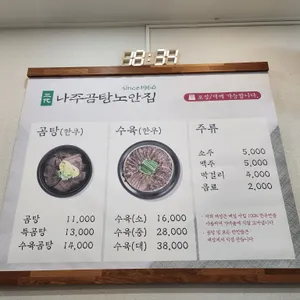 18:34
since1960
三代 나주곰탕노안집
포장/택배 가능합니다.
곰탕(한우)
곰탕 11,000
특곰탕 13,000
수육곰탕 14,000
수육(한우)
수육(소) 16,000
수육(중) 28,000
수육(대) 38,000
주류
소주 5,000
맥주 5,000
막걸리 4,000
음료 2,000